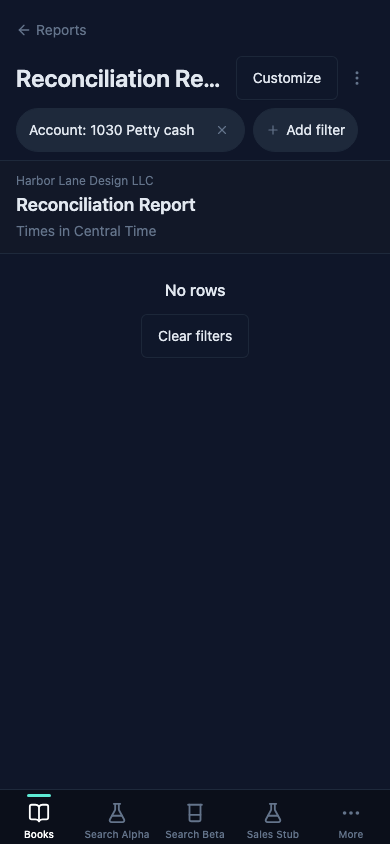 Reports
Reconciliation Re...
Customize
Account: 1030 Petty cash
Add filter
Harbor Lane Design LLC
Reconciliation Report
Times in Central Time
No rows
Clear filters
Books
Search Alpha
Search Beta
Sales Stub
More